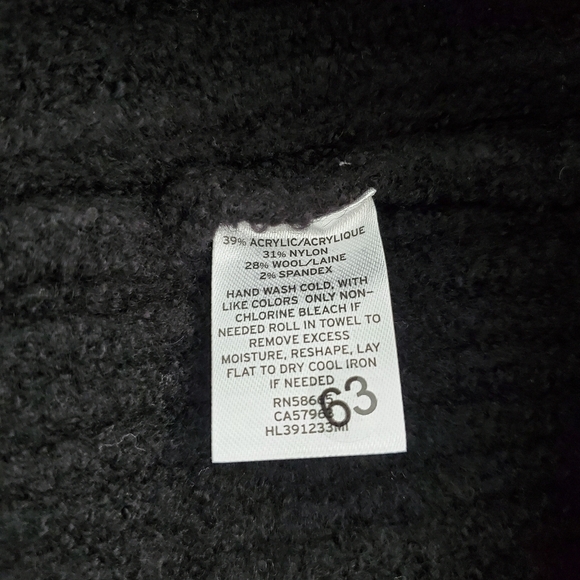 39% ACRYLIC/ACRYLIQUE
31% NYLON
28% WOOL/LAINE
2% SPANDEX
HAND WASH COLD, WITH
LIKE COLORS ONLY NON-
CHLORINE BLEACH IF
NEEDED ROLL IN TOWEL TO
REMOVE EXCESS
MOISTURE, RESHAPE, LAY
FLAT TO DRY COOL IRON
IF NEEDED
63